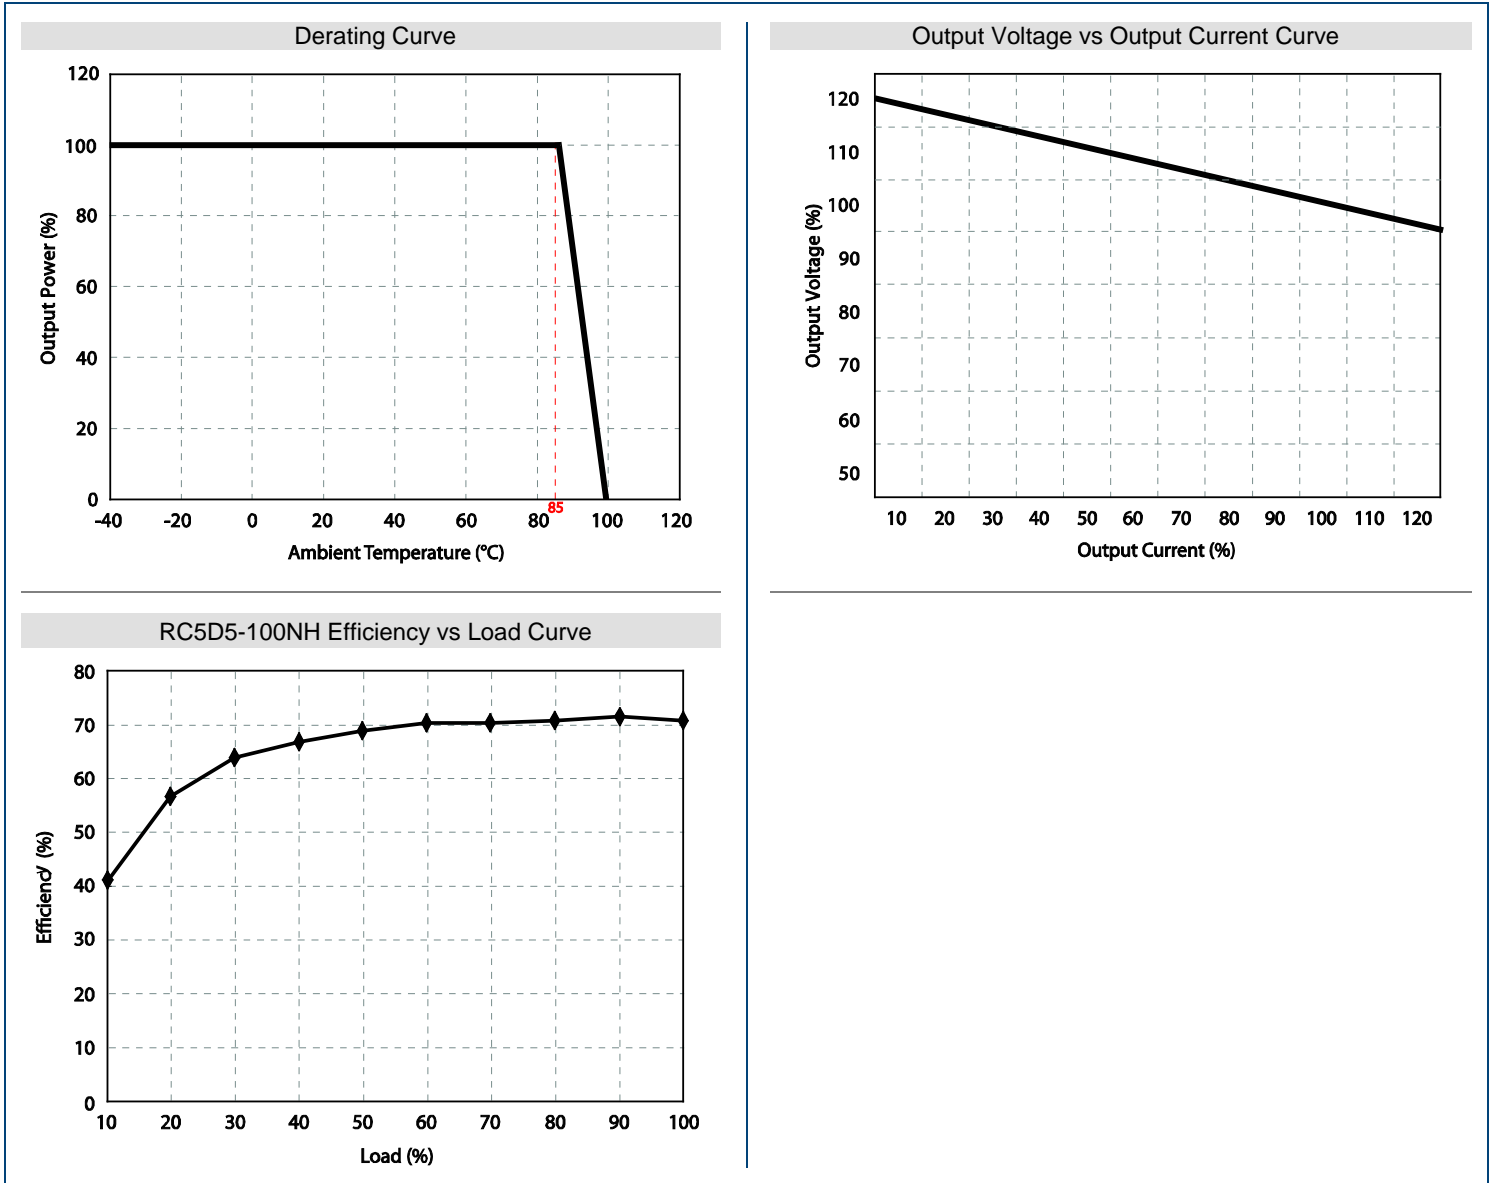 Derating Curve
120
100
80
60
40
20
0
-40 -20 0 20 40 60 80 85 100 120
Output Power (%)
Ambient Temperature (°C)
Output Voltage vs Output Current Curve
120
110
100
90
80
70
60
50
10 20 30 40 50 60 70 80 90 100 110 120
Output Voltage (%)
Output Current (%)
RC5D5-100NH Efficiency vs Load Curve
80
70
60
50
40
30
20
10
0
10 20 30 40 50 60 70 80 90 100
Efficiency (%)
Load (%)